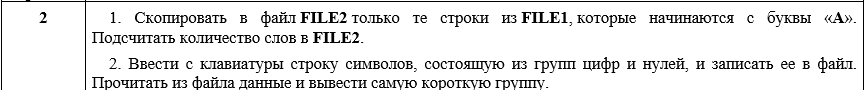 2
1. Скопировать в файл FILE2 только те строки из FILE1, которые начинаются с буквы «А».
Подсчитать количество слов в FILE2.
2. Ввести с клавиатуры строку символов, состоящую из групп цифр и нулей, и записать ее в файл.
Прочитать из файла данные и вывести самую короткую группу.